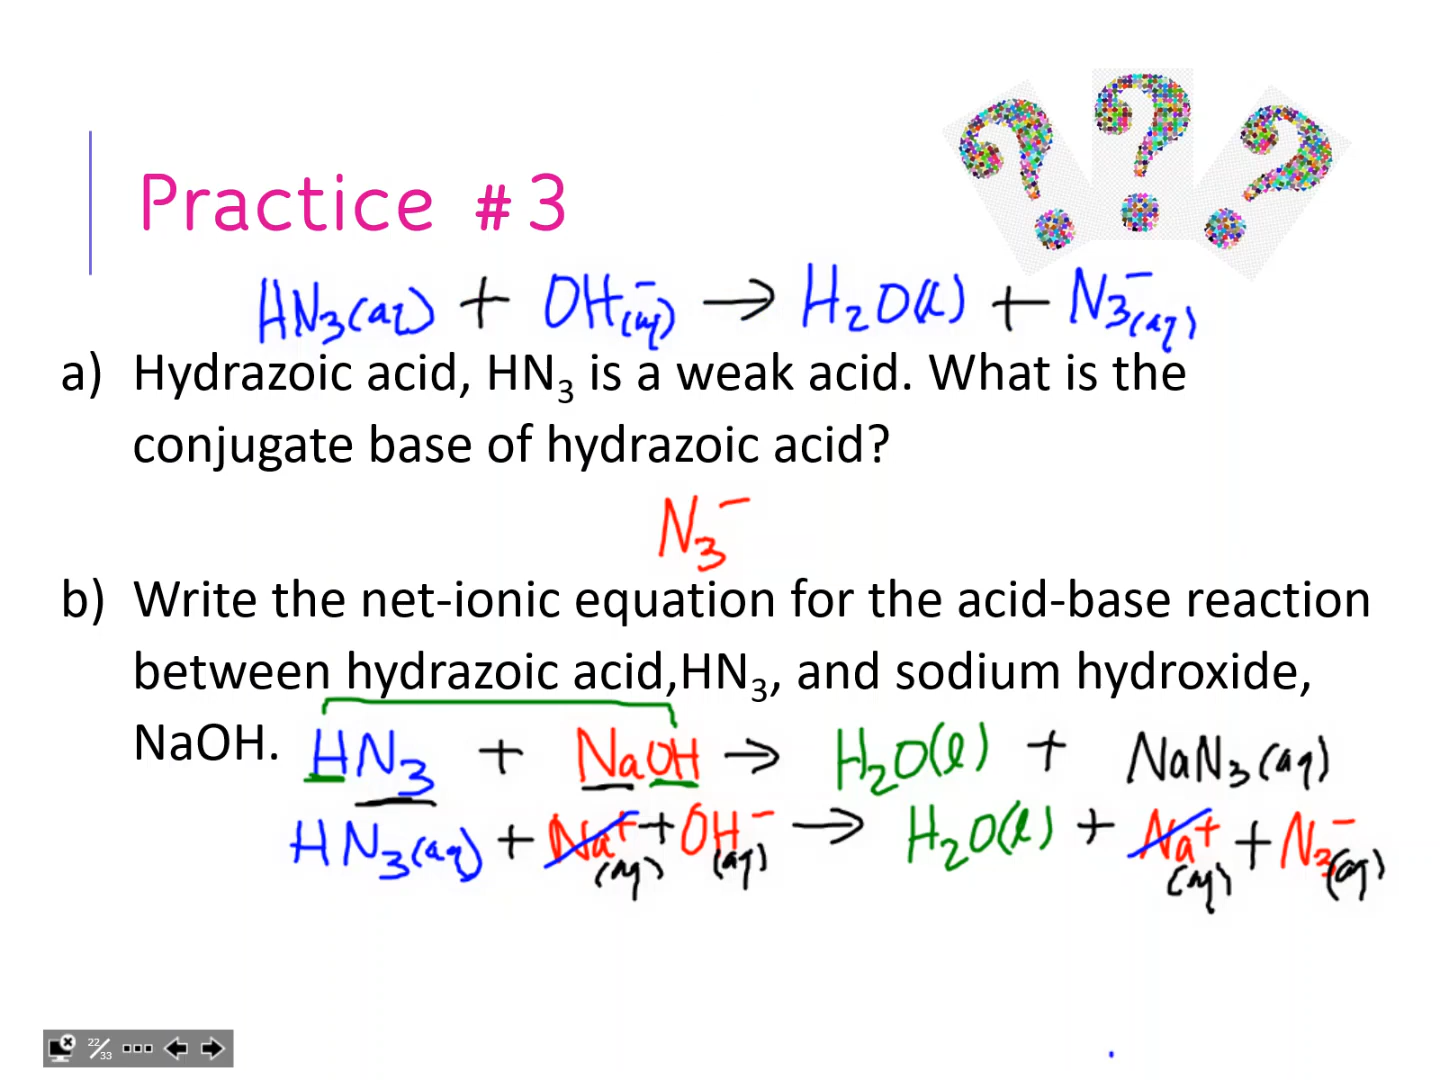 Practice #3
HN₃(aq) + OH⁻(aq) → H₂O(l) + N₃⁻(aq)
a) Hydrazoic acid, HN₃ is a weak acid. What is the
conjugate base of hydrazoic acid?
N₃⁻
b) Write the net-ionic equation for the acid-base reaction
between hydrazoic acid,HN₃, and sodium hydroxide,
NaOH. HN₃ + NaOH → H₂O(l) + NaN₃(aq)
HN₃(aq) + Na⁺(aq) + OH⁻(aq) → H₂O(l) + Na⁺(aq) + N₃⁻(aq)
22/33